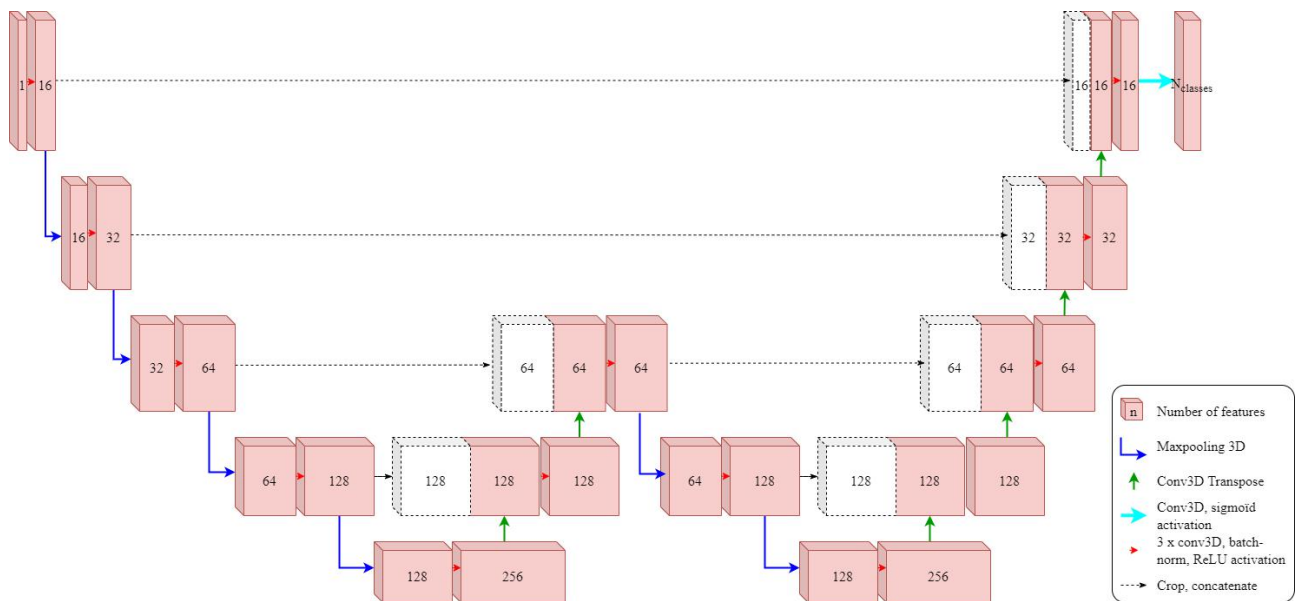 1 16 16 16 16 N_classes
16 32 32 32 32
32 64 64 64 64 64 64 64
64 128 128 128 128 64 128 128 128 128
128 256 128 256
n Number of features
Maxpooling 3D
Conv3D Transpose
Conv3D, sigmoïd
activation
3 x conv3D, batch-
norm, ReLU activation
Crop, concatenate